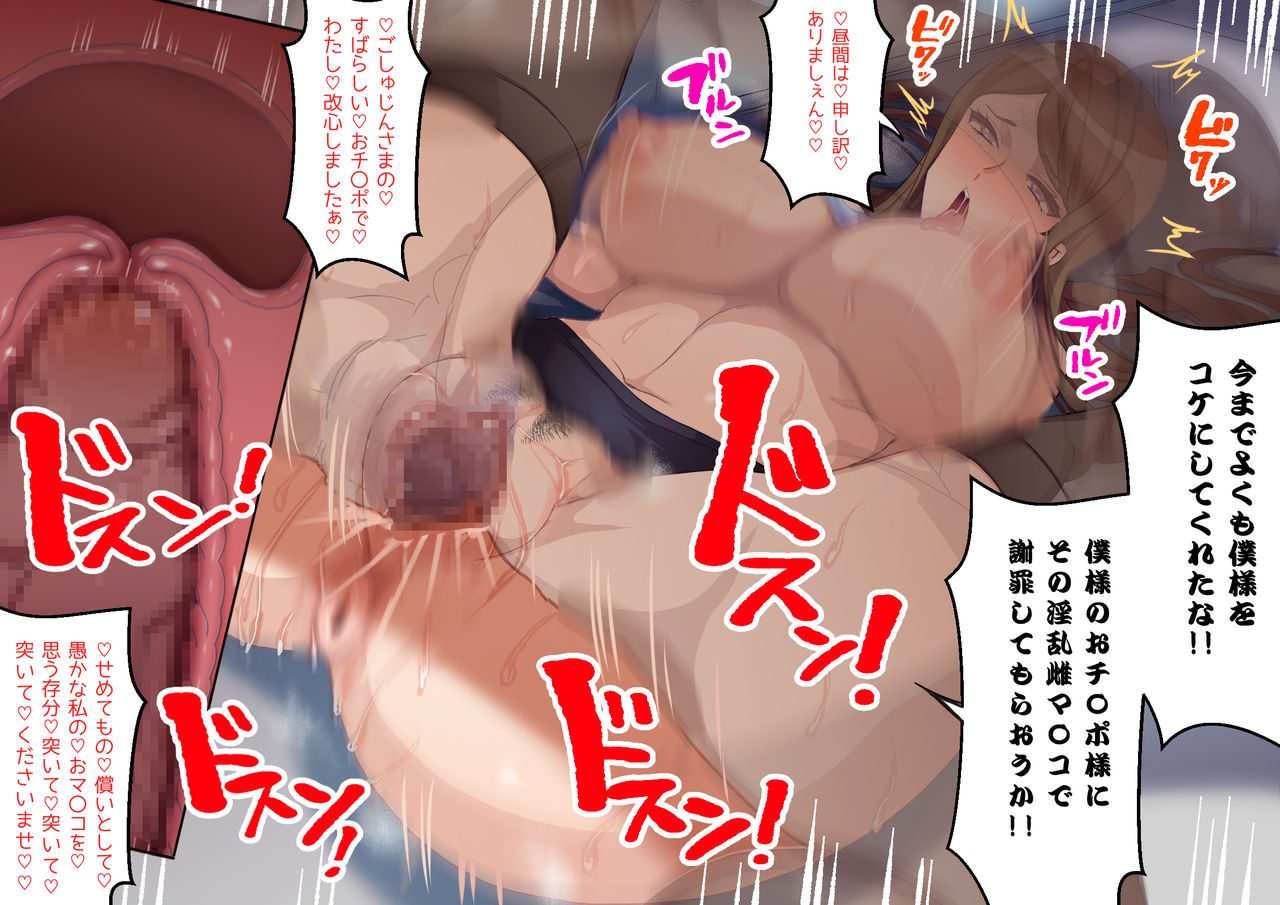 今までよくも僕様を
コケにしてくれたな!!
僕様のおチ〇ポ様に
その淫乱雌マ〇コで
謝罪してもらおうか!!
♡昼間は♡申し訳♡
ありましぇん♡♡
♡ごしゅじんさまの♡
すばらしい♡おチ〇ポで♡
わたし♡改心しましたぁ♡
♡せめてもの♡償いとして♡
愚かな私の♡おマ〇コを♡
思う存分♡突いて♡突いて♡
突いて♡くださいませ♡♡
ビクッ
ビクッ
ブルン
ブルン
ドスン!
ドスン!
ドスン!
ドスン!